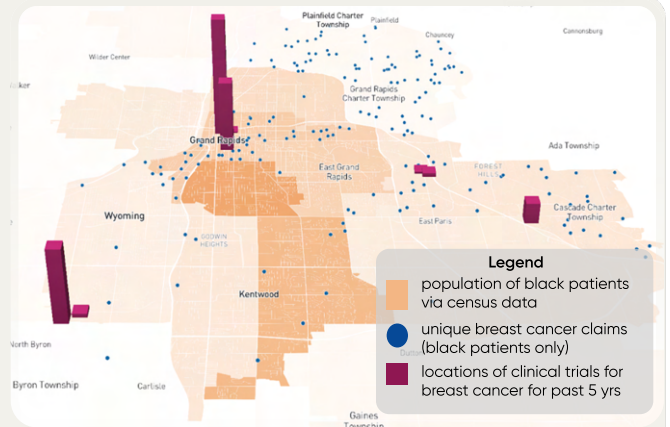 Plainfield Charter
Township
Plainfield
Chauncey
Cannonsburg
Wilder Center
Grand Rapids
Charter Township
Grand Rapids
Ada Township
East Grand
Rapids
FOREST
HILLS
Cascade Charter
Township
Wyoming
East Paris
GODWIN
HEIGHTS
Legend
population of black patients
via census data
Kentwood
unique breast cancer claims
(black patients only)
North Byron
locations of clinical trials for
breast cancer for past 5 yrs
Byron Township
Carlisle
Gaines
Township